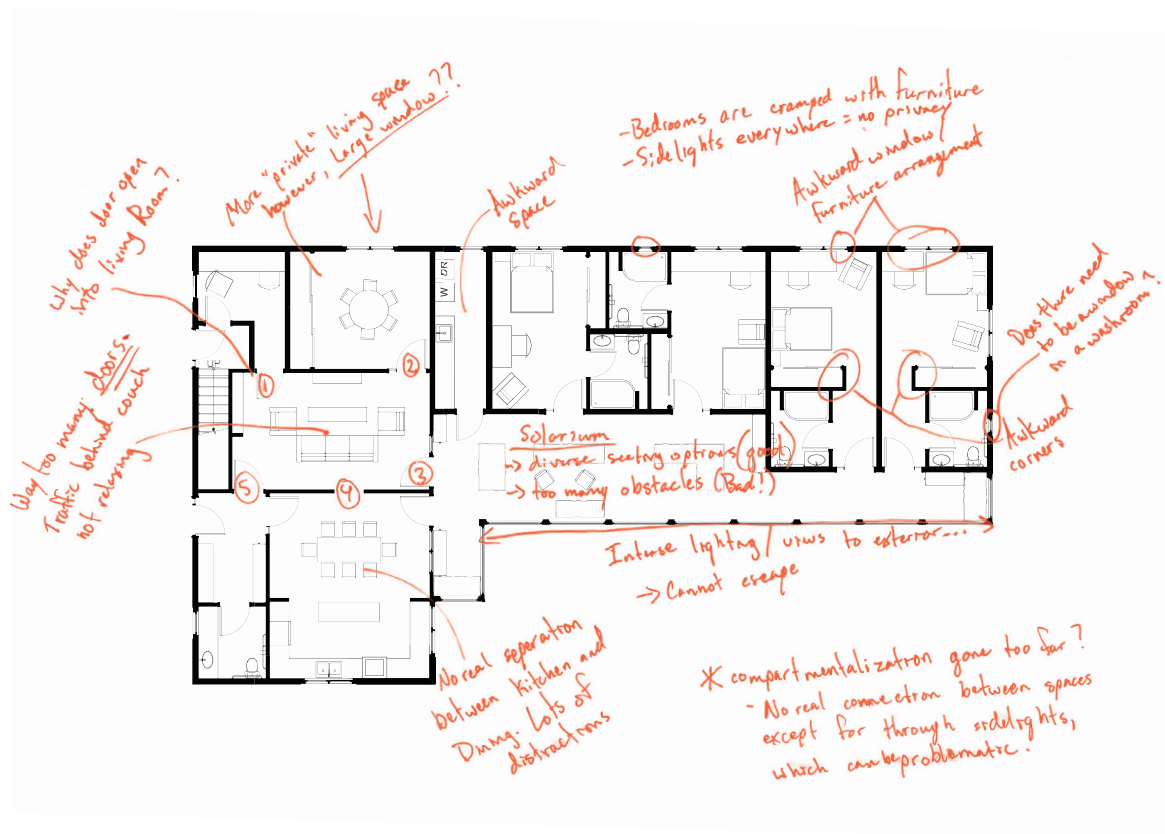 More "private" living space
however, Large window??
- Bedrooms are cramped with furniture
- Sidelights everywhere = no privacy
Awkward window/
furniture arrangement
Awkward
space
Why does door open
into living Room?
Does there need
to be a window
in a washroom?
Way too many doors.
Traffic behind couch
not relaxing
DR
W
1
2
3
4
5
Solarium
-> diverse seating options (good)
-> too many obstacles (Bad!)
Awkward
corners
Intense lighting / views to exterior...
-> Cannot escape
No real seperation
between kitchen and
Dining. Lots of
distractions
* compartmentalization gone too far?
- No real connection between spaces
except for through sidelights,
which can be problematic.